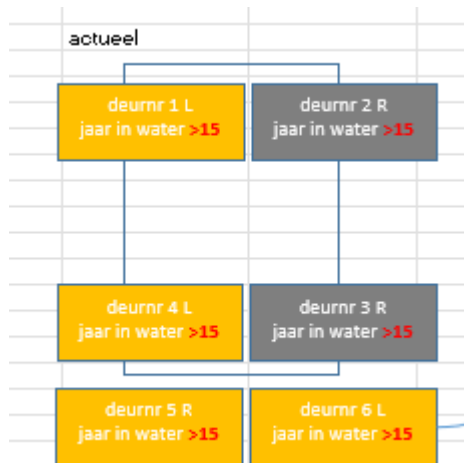 actueel
deurnr 1 L
jaar in water >15
deurnr 2 R
jaar in water >15
deurnr 4 L
jaar in water >15
deurnr 3 R
jaar in water >15
deurnr 5 R
jaar in water >15
deurnr 6 L
jaar in water >15